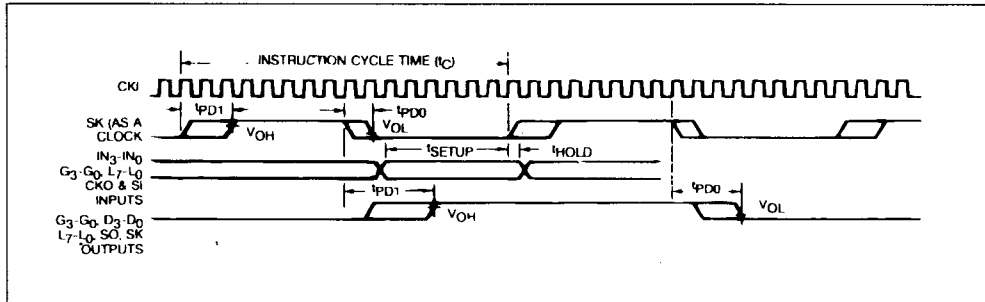 INSTRUCTION CYCLE TIME (tC)
CKI
tPD1
tPD0
SK (AS A
CLOCK
VOH
VOL
IN3-IN0
G3-G0, L7-L0
CKO & SI
INPUTS
tSETUP
tHOLD
tPD1
tPD0
VOH
VOL
G3-G0, D3-D0
L7-L0, SO, SK
OUTPUTS